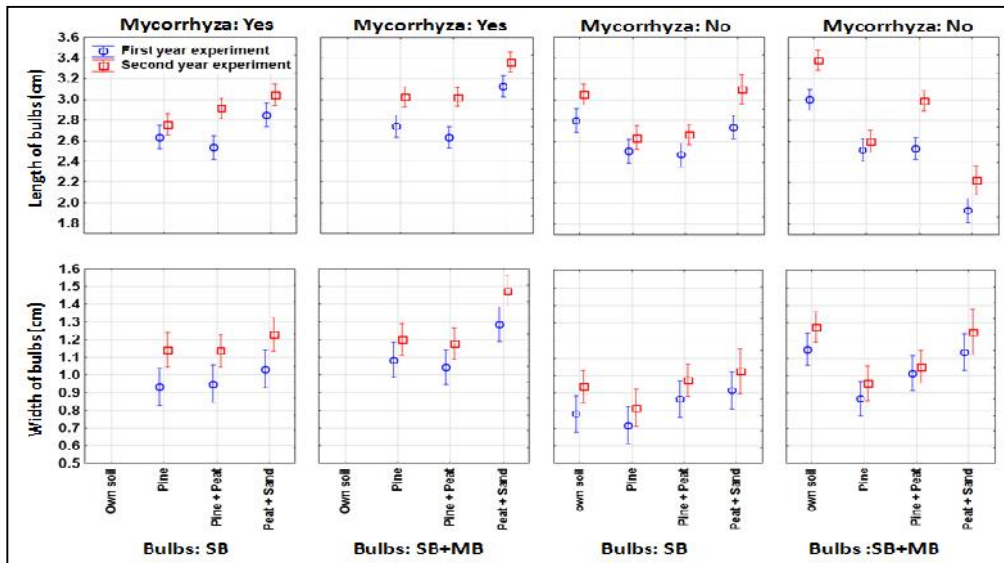 Mycorrhyza: Yes
Mycorrhyza: Yes
Mycorrhyza: No
Mycorrhyza: No
Length of bulbs (cm)
3.6
3.4
3.2
3.0
2.8
2.6
2.4
2.2
2.0
1.8
First year experiment
Second year experiment
Width of bulbs [cm]
1.6
1.5
1.4
1.3
1.2
1.1
1.0
0.9
0.8
0.7
0.6
0.5
Own soil
Pine
Pine + Peat
Peat + Sand
Own soil
Pine
Pine + Peat
Peat + Sand
own soil
Pine
Pine + Peat
Peat + Sand
Own soil
Pine
Pine + Peat
Peat + Sand
Bulbs: SB
Bulbs: SB+MB
Bulbs: SB
Bulbs :SB+MB